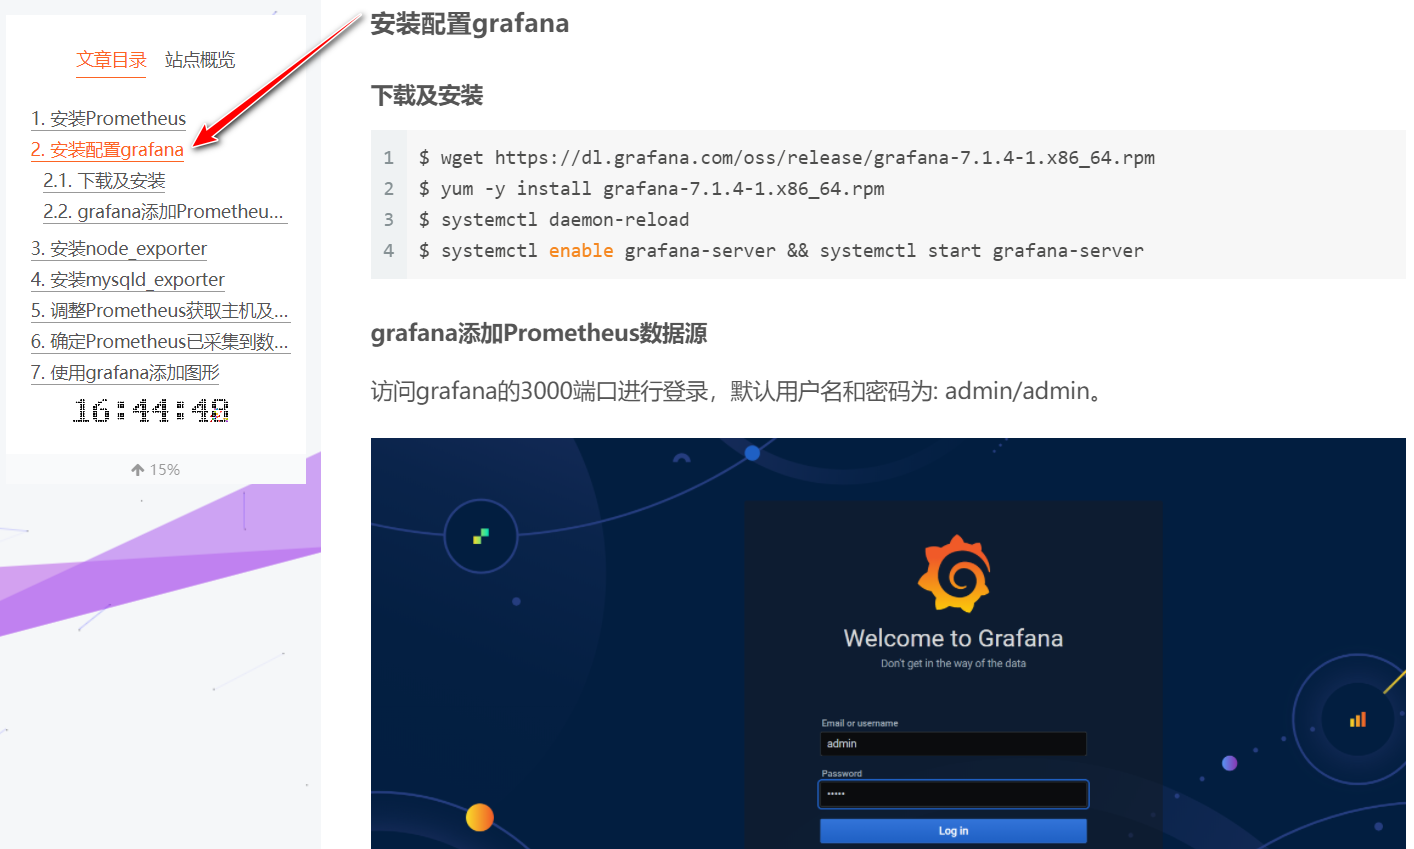 文章目录 站点概览
1. 安装Prometheus
2. 安装配置grafana
2.1. 下载及安装
2.2. grafana添加Prometheu...
3. 安装node_exporter
4. 安装mysqld_exporter
5. 调整Prometheus获取主机及...
6. 确定Prometheus已采集到数...
7. 使用grafana添加图形
16:44:48
15%
安装配置grafana
下载及安装
1 $ wget https://dl.grafana.com/oss/release/grafana-7.1.4-1.x86_64.rpm
2 $ yum -y install grafana-7.1.4-1.x86_64.rpm
3 $ systemctl daemon-reload
4 $ systemctl enable grafana-server && systemctl start grafana-server
grafana添加Prometheus数据源
访问grafana的3000端口进行登录，默认用户名和密码为: admin/admin。
Welcome to Grafana
Don't get in the way of the data
Email or username
admin
Password
•••••
Log in